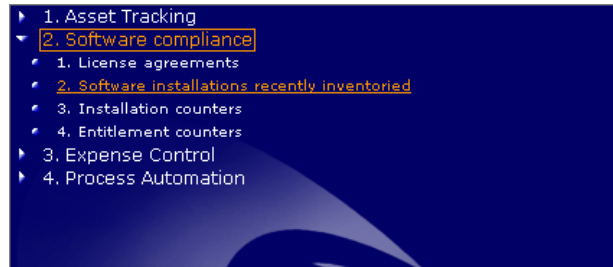 1. Asset Tracking
2. Software compliance
1. License agreements
2. Software installations recently inventoried
3. Installation counters
4. Entitlement counters
3. Expense Control
4. Process Automation